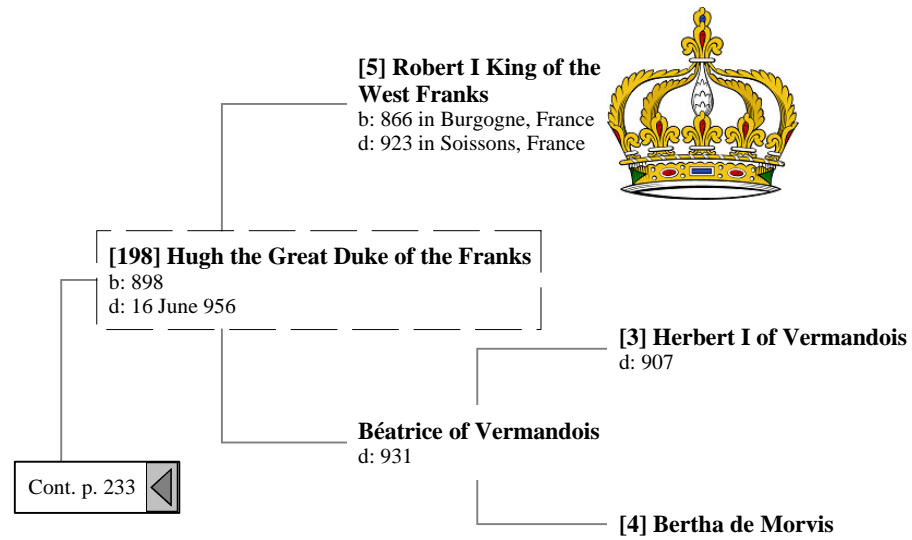 [5] Robert I King of the
West Franks
b: 866 in Burgogne, France
d: 923 in Soissons, France
[198] Hugh the Great Duke of the Franks
b: 898
d: 16 June 956
[3] Herbert I of Vermandois
d: 907
Béatrice of Vermandois
d: 931
Cont. p. 233
[4] Bertha de Morvis